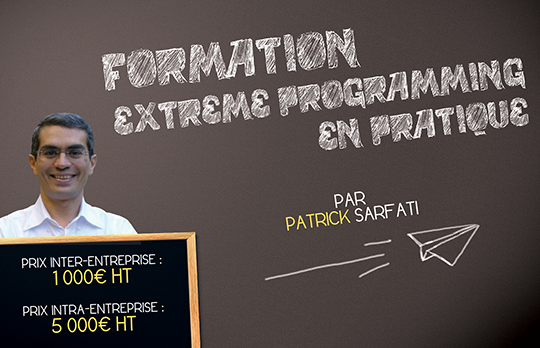 FORMATION
EXTREME PROGRAMMING
EN PRATIQUE
PAR
PATRICK SARFATI
PRIX INTER-ENTREPRISE :
1 000€ HT
PRIX INTRA-ENTREPRISE :
5 000€ HT